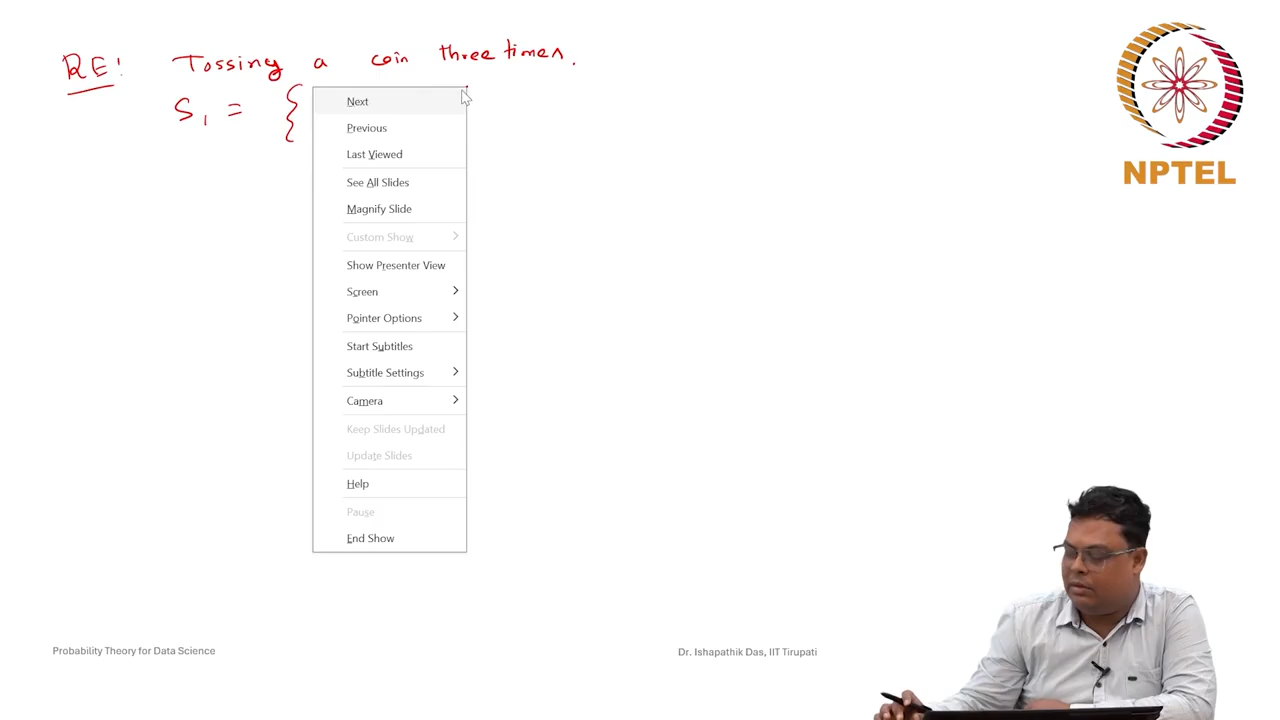 RE: Tossing a coin three times.
S₁ = {
Next
Previous
Last Viewed
See All Slides
Magnify Slide
Custom Show
Show Presenter View
Screen
Pointer Options
Start Subtitles
Subtitle Settings
Camera
Keep Slides Updated
Update Slides
Help
Pause
End Show
NPTEL
Probability Theory for Data Science
Dr. Ishapathik Das, IIT Tirupati